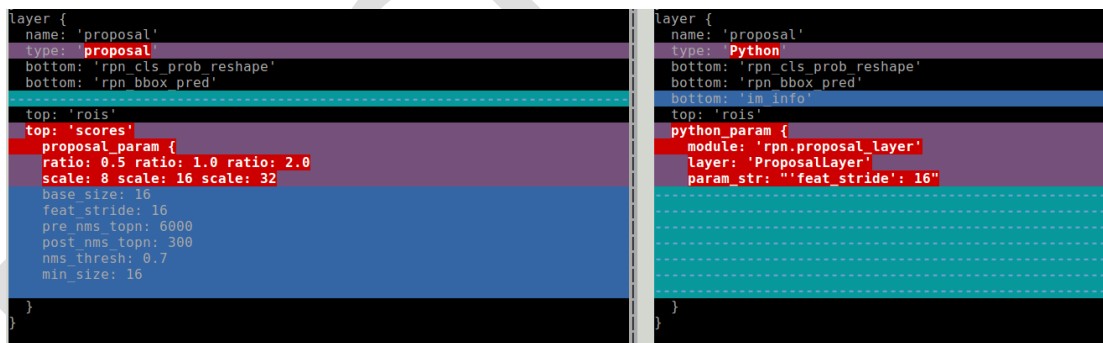 layer {
name: 'proposal'
type: 'proposal'
bottom: 'rpn_cls_prob_reshape'
bottom: 'rpn_bbox_pred'
top: 'rois'
top: 'scores'
proposal_param {
ratio: 0.5 ratio: 1.0 ratio: 2.0
scale: 8 scale: 16 scale: 32
base_size: 16
feat_stride: 16
pre_nms_topn: 6000
post_nms_topn: 300
nms_thresh: 0.7
min_size: 16
}
}
layer {
name: 'proposal'
type: 'Python'
bottom: 'rpn_cls_prob_reshape'
bottom: 'rpn_bbox_pred'
bottom: 'im_info'
top: 'rois'
python_param {
module: 'rpn.proposal_layer'
layer: 'ProposalLayer'
param_str: "'feat_stride': 16"
}
}